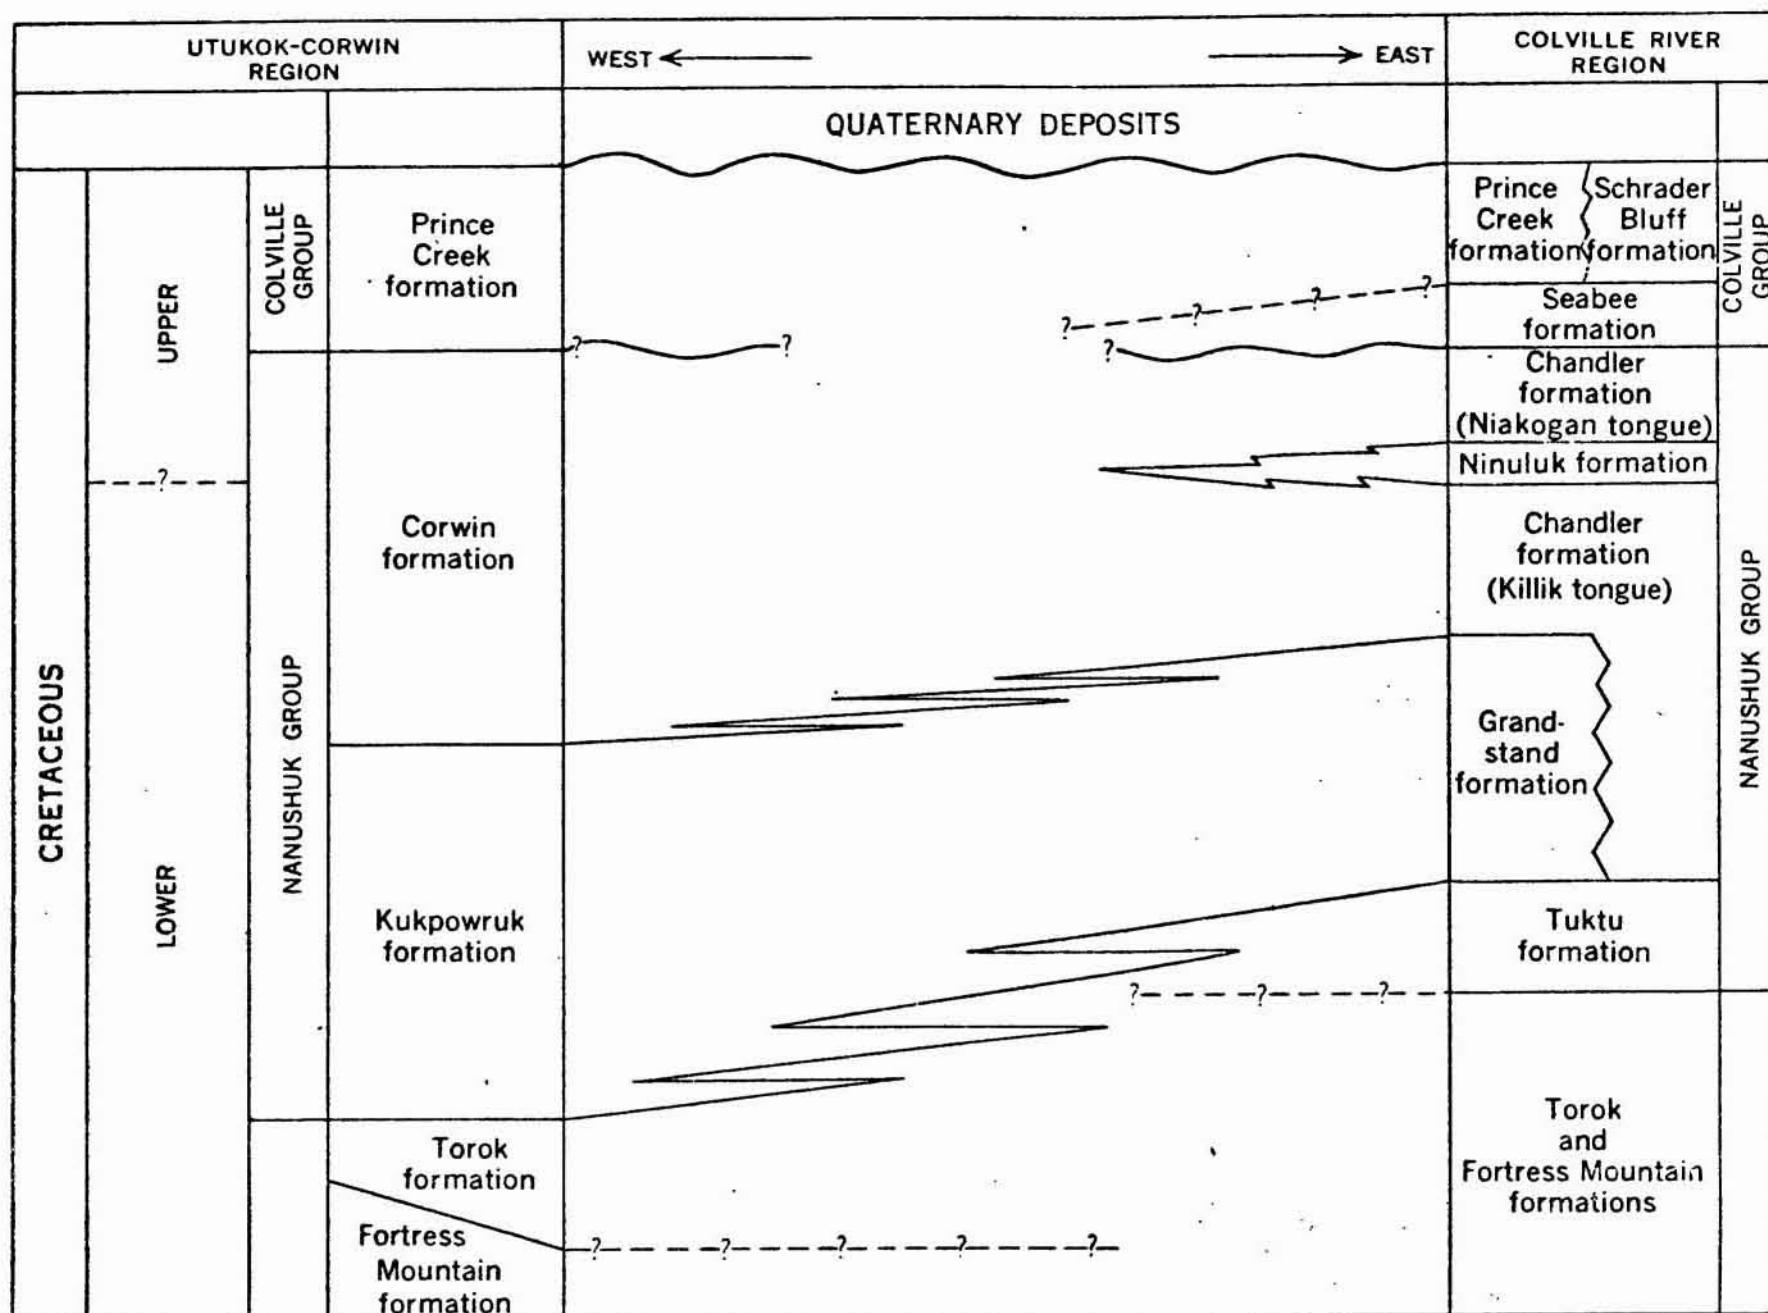 UTUKOK-CORWIN
REGION
WEST
EAST
COLVILLE RIVER
REGION
QUATERNARY DEPOSITS
CRETACEOUS
UPPER
?
LOWER
COLVILLE
GROUP
NANUSHUK GROUP
Prince
Creek
formation
Corwin
formation
Kukpowruk
formation
Torok
formation
Fortress
Mountain
formation
? ? ? ?
? ? ?
? ? ?
? ? ? ? ?
Prince
Creek
formation
Schrader
Bluff
formation
Seabee
formation
Chandler
formation
(Niakogan tongue)
Ninuluk formation
Chandler
formation
(Killik tongue)
Grand-
stand
formation
Tuktu
formation
Torok
and
Fortress Mountain
formations
COLVILLE
GROUP
NANUSHUK GROUP